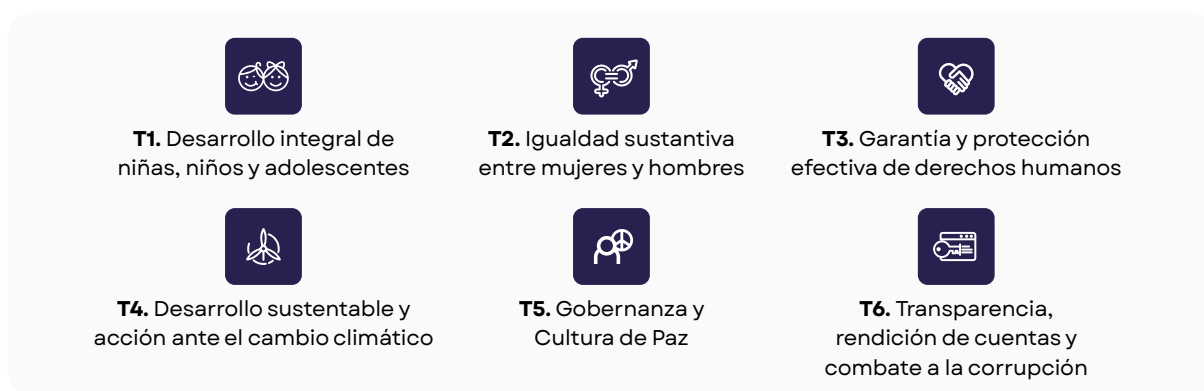 T1. Desarrollo integral de
niñas, niños y adolescentes
T2. Igualdad sustantiva
entre mujeres y hombres
T3. Garantía y protección
efectiva de derechos humanos
T4. Desarrollo sustentable y
acción ante el cambio climático
T5. Gobernanza y
Cultura de Paz
T6. Transparencia,
rendición de cuentas y
combate a la corrupción